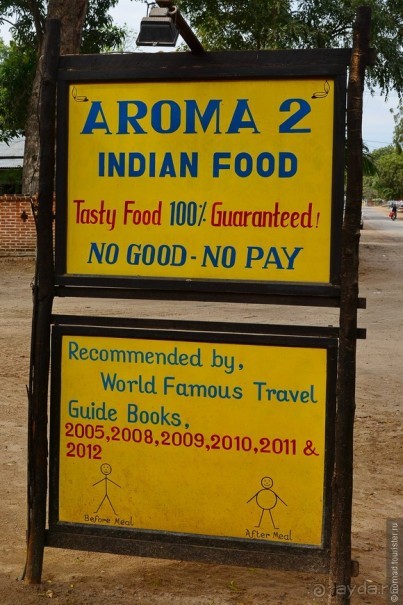 AROMA 2
INDIAN FOOD
Tasty Food 100% Guaranteed!
NO GOOD - NO PAY
Recommended by,
World Famous Travel
Guide Books,
2005,2008,2009,2010,2011 &
2012
Before Meal
After Meal